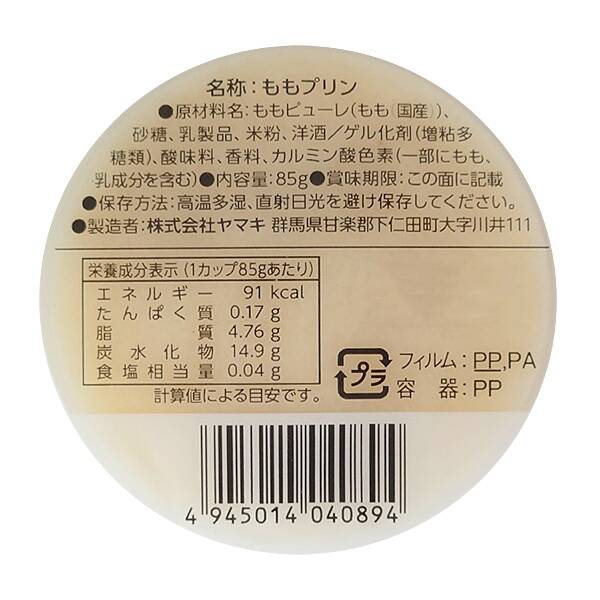 名称：ももプリン
●原材料名：ももピューレ（もも（国産））、
砂糖、乳製品、米粉、洋酒／ゲル化剤（増粘多
糖類）、酸味料、香料、カルミン酸色素（一部にもも、
乳成分を含む）●内容量：85g●賞味期限：この面に記載
●保存方法：高温多湿、直射日光を避け保存してください。
●製造者：株式会社ヤマキ 群馬県甘楽郡下仁田町大字川井111
栄養成分表示（1カップ85gあたり）
エネルギー 91 kcal
たんぱく質 0.17 g
脂質 4.76 g
炭水化物 14.9 g
食塩相当量 0.04 g
計算値による目安です。
プラ
フィルム：PP,PA
容器：PP
4 945014 040894